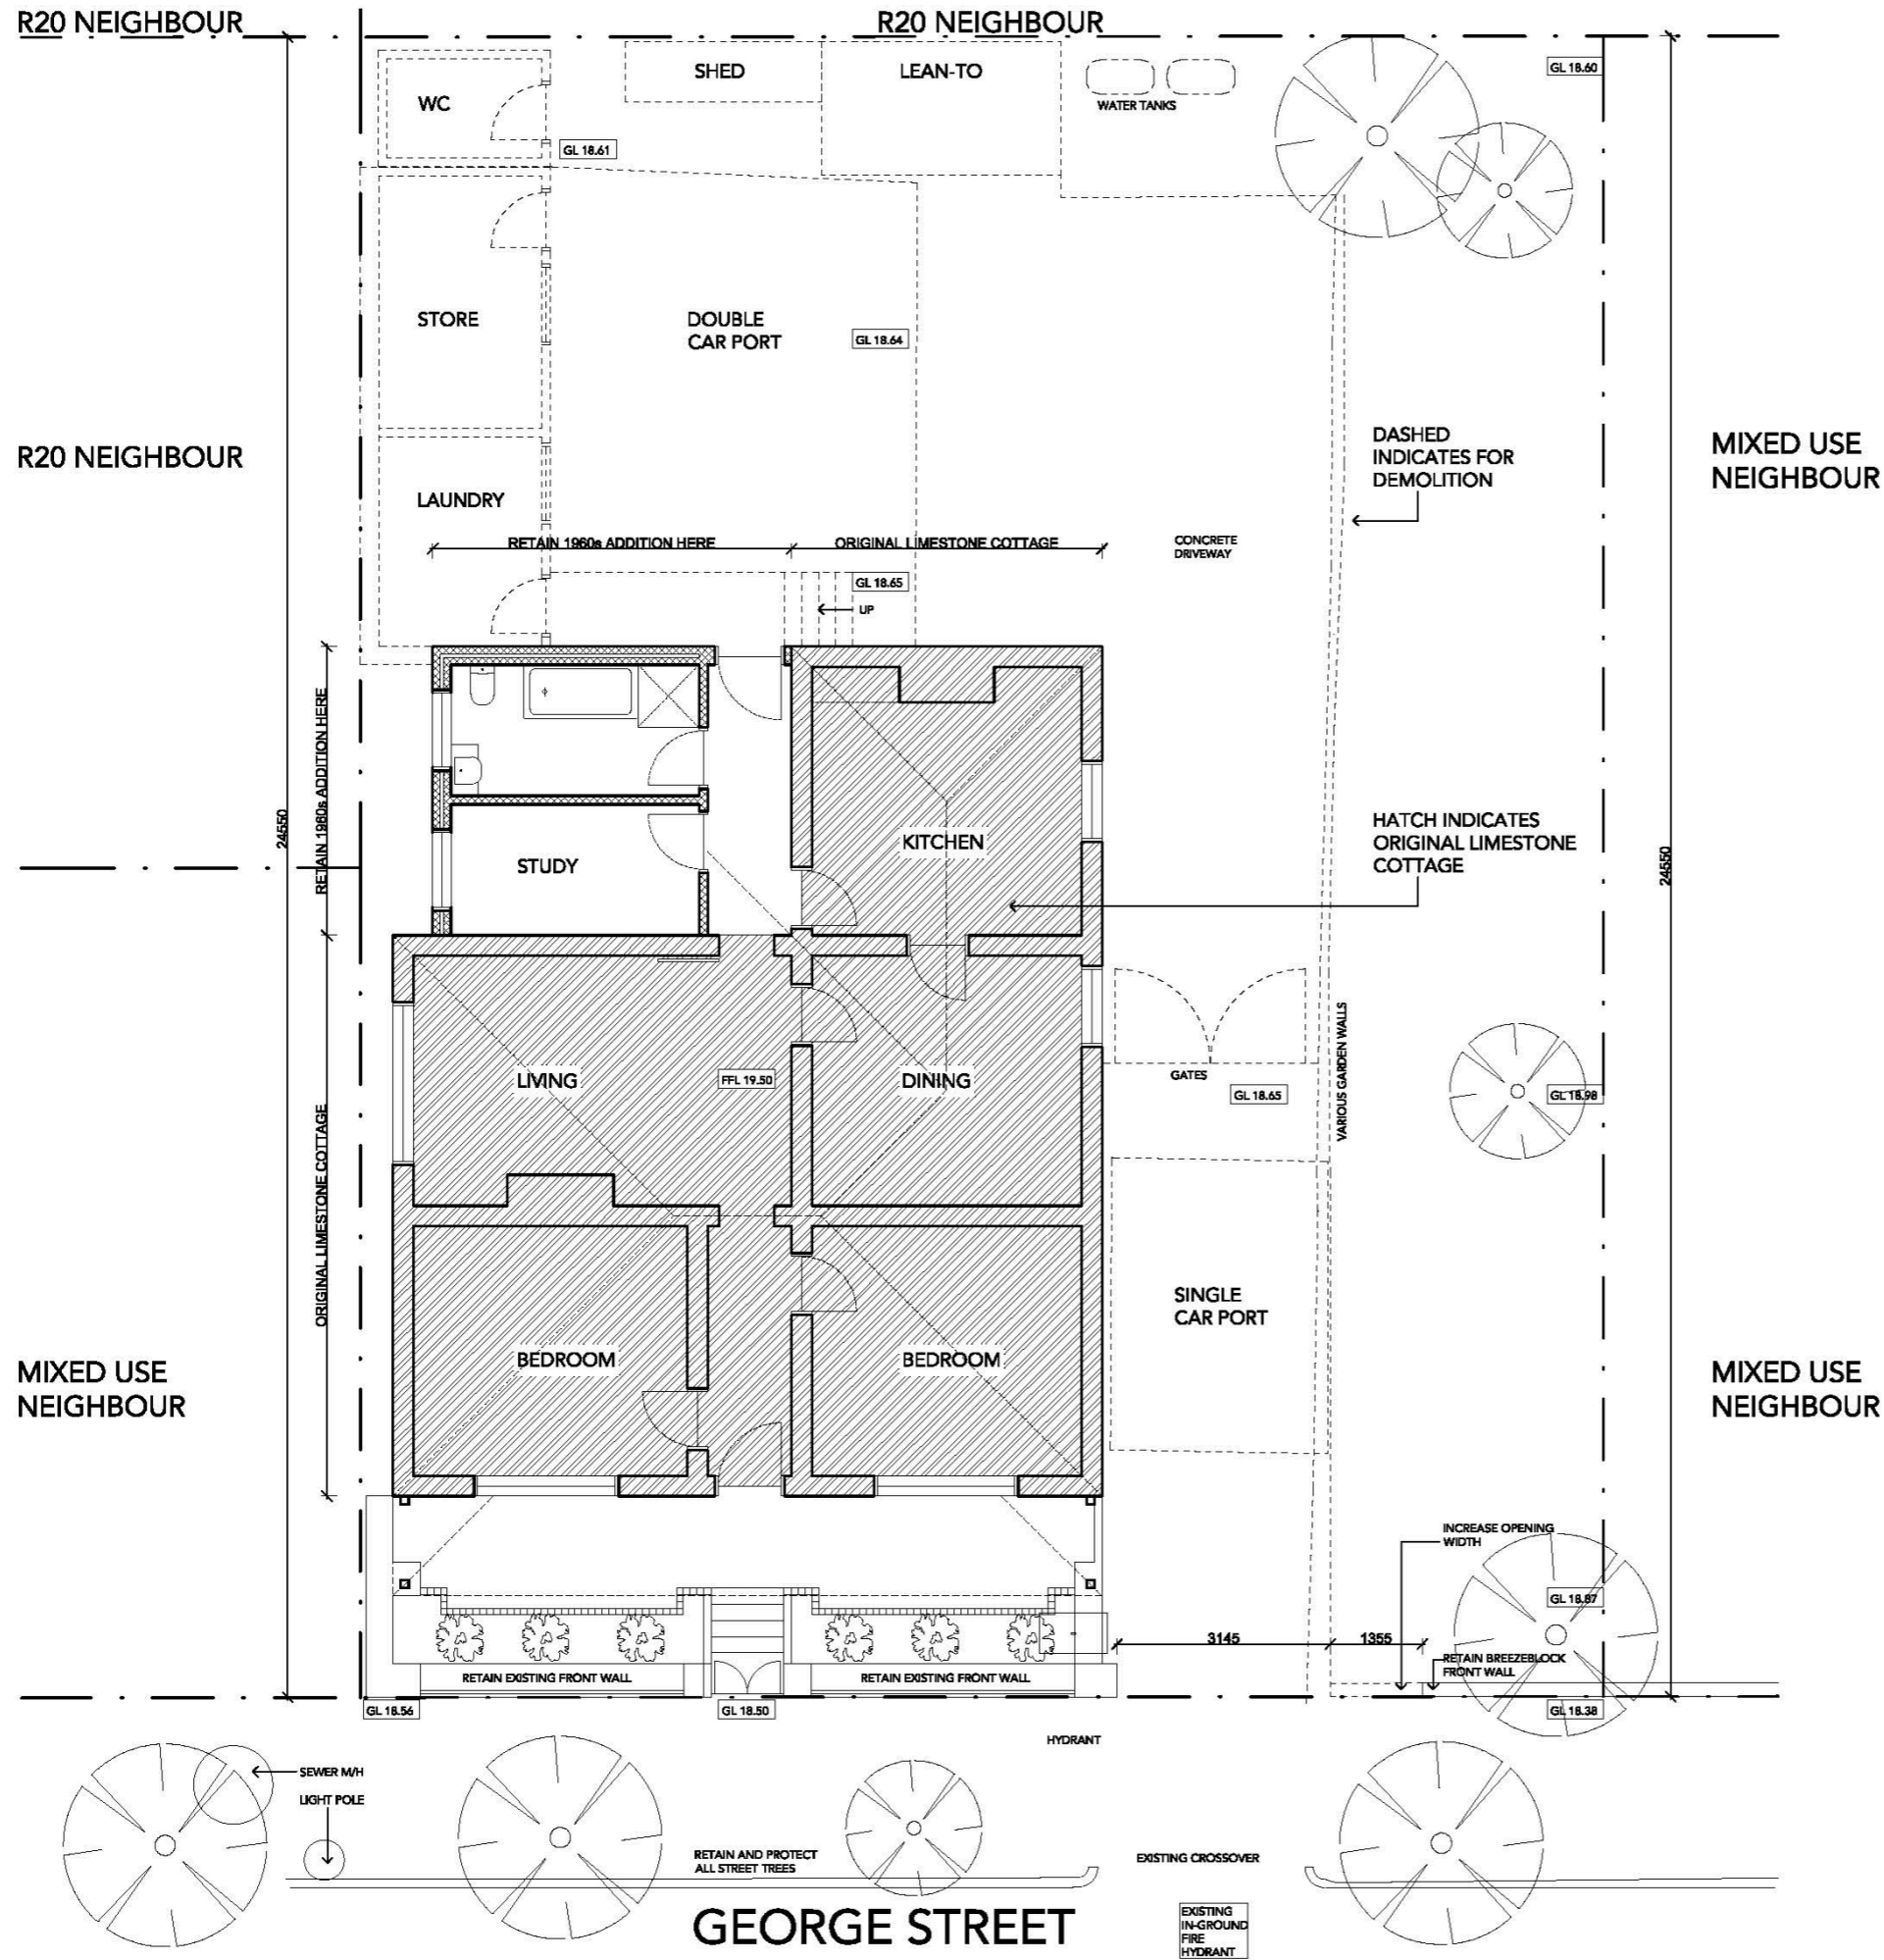 R20 NEIGHBOUR
R20 NEIGHBOUR
SHED
LEAN-TO
GL 18.60
WC
WATER TANKS
GL 18.61
STORE
DOUBLE
CAR PORT
GL 18.64
R20 NEIGHBOUR
DASHED
INDICATES FOR
DEMOLITION
MIXED USE
NEIGHBOUR
LAUNDRY
RETAIN 1960s ADDITION HERE
ORIGINAL LIMESTONE COTTAGE
CONCRETE
DRIVEWAY
GL 18.65
UP
RETAIN 1960s ADDITION HERE
24550
KITCHEN
HATCH INDICATES
ORIGINAL LIMESTONE
COTTAGE
24550
STUDY
LIVING
FFL 19.50
DINING
GATES
GL 18.65
VARIOUS GARDEN WALLS
GL 18.98
ORIGINAL LIMESTONE COTTAGE
SINGLE
CAR PORT
MIXED USE
NEIGHBOUR
BEDROOM
BEDROOM
MIXED USE
NEIGHBOUR
INCREASE OPENING
WIDTH
GL 18.87
3145
1355
RETAIN EXISTING FRONT WALL
RETAIN EXISTING FRONT WALL
RETAIN BREEZEBLOCK
FRONT WALL
GL 18.56
GL 18.50
GL 18.38
HYDRANT
SEWER M/H
LIGHT POLE
RETAIN AND PROTECT
ALL STREET TREES
EXISTING CROSSOVER
GEORGE STREET
EXISTING
IN-GROUND
FIRE
HYDRANT